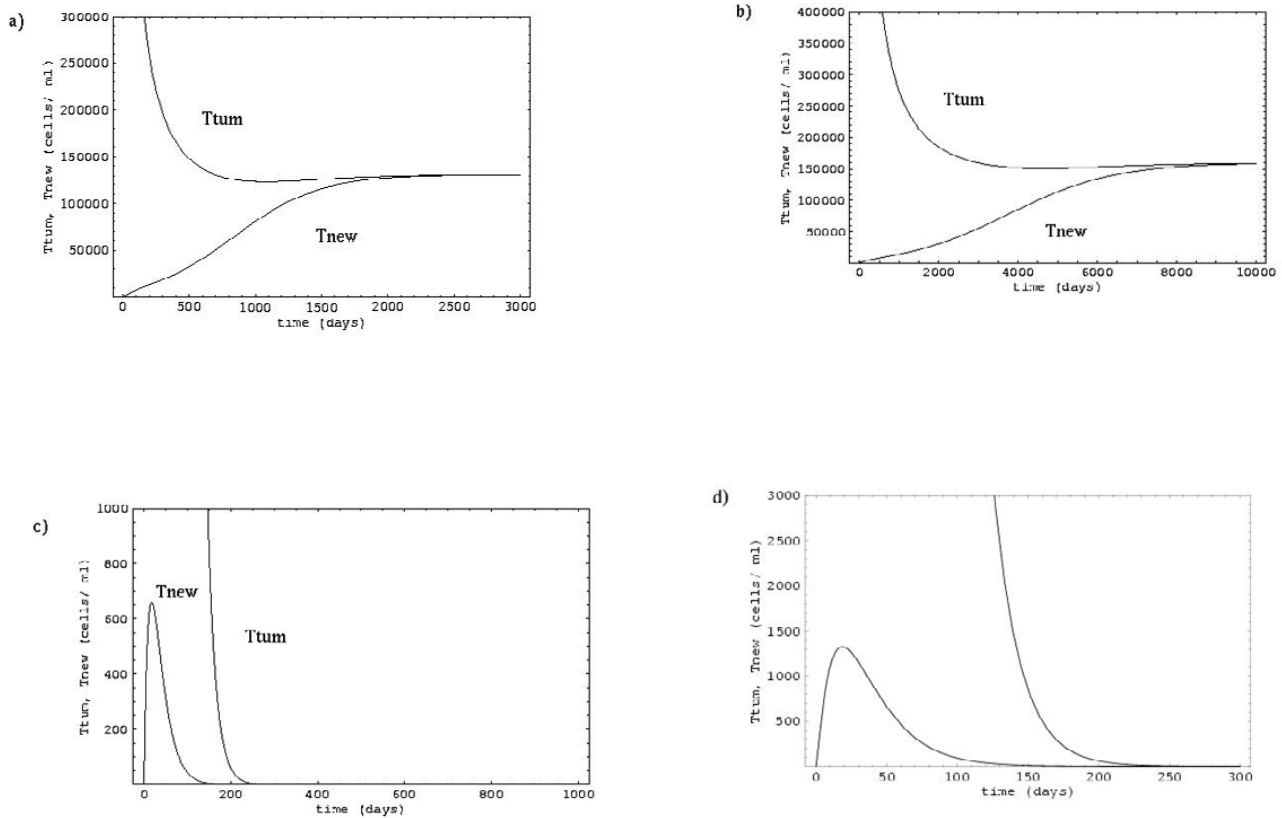 a)
Ttum, Tnew (cells/ ml)
300000
250000
200000
150000
100000
50000
Ttum
Tnew
0 500 1000 1500 2000 2500 3000
time (days)
b)
Ttum, Tnew (cells/ ml)
400000
350000
300000
250000
200000
150000
100000
50000
0
Ttum
Tnew
0 2000 4000 6000 8000 10000
time (days)
c)
Ttum, Tnew (cells/ ml)
1000
800
600
400
200
Tnew
Ttum
0 200 400 600 800 1000
time (days)
d)
Ttum, Tnew (cells/ ml)
3000
2500
2000
1500
1000
500
0 50 100 150 200 250 300
time (days)